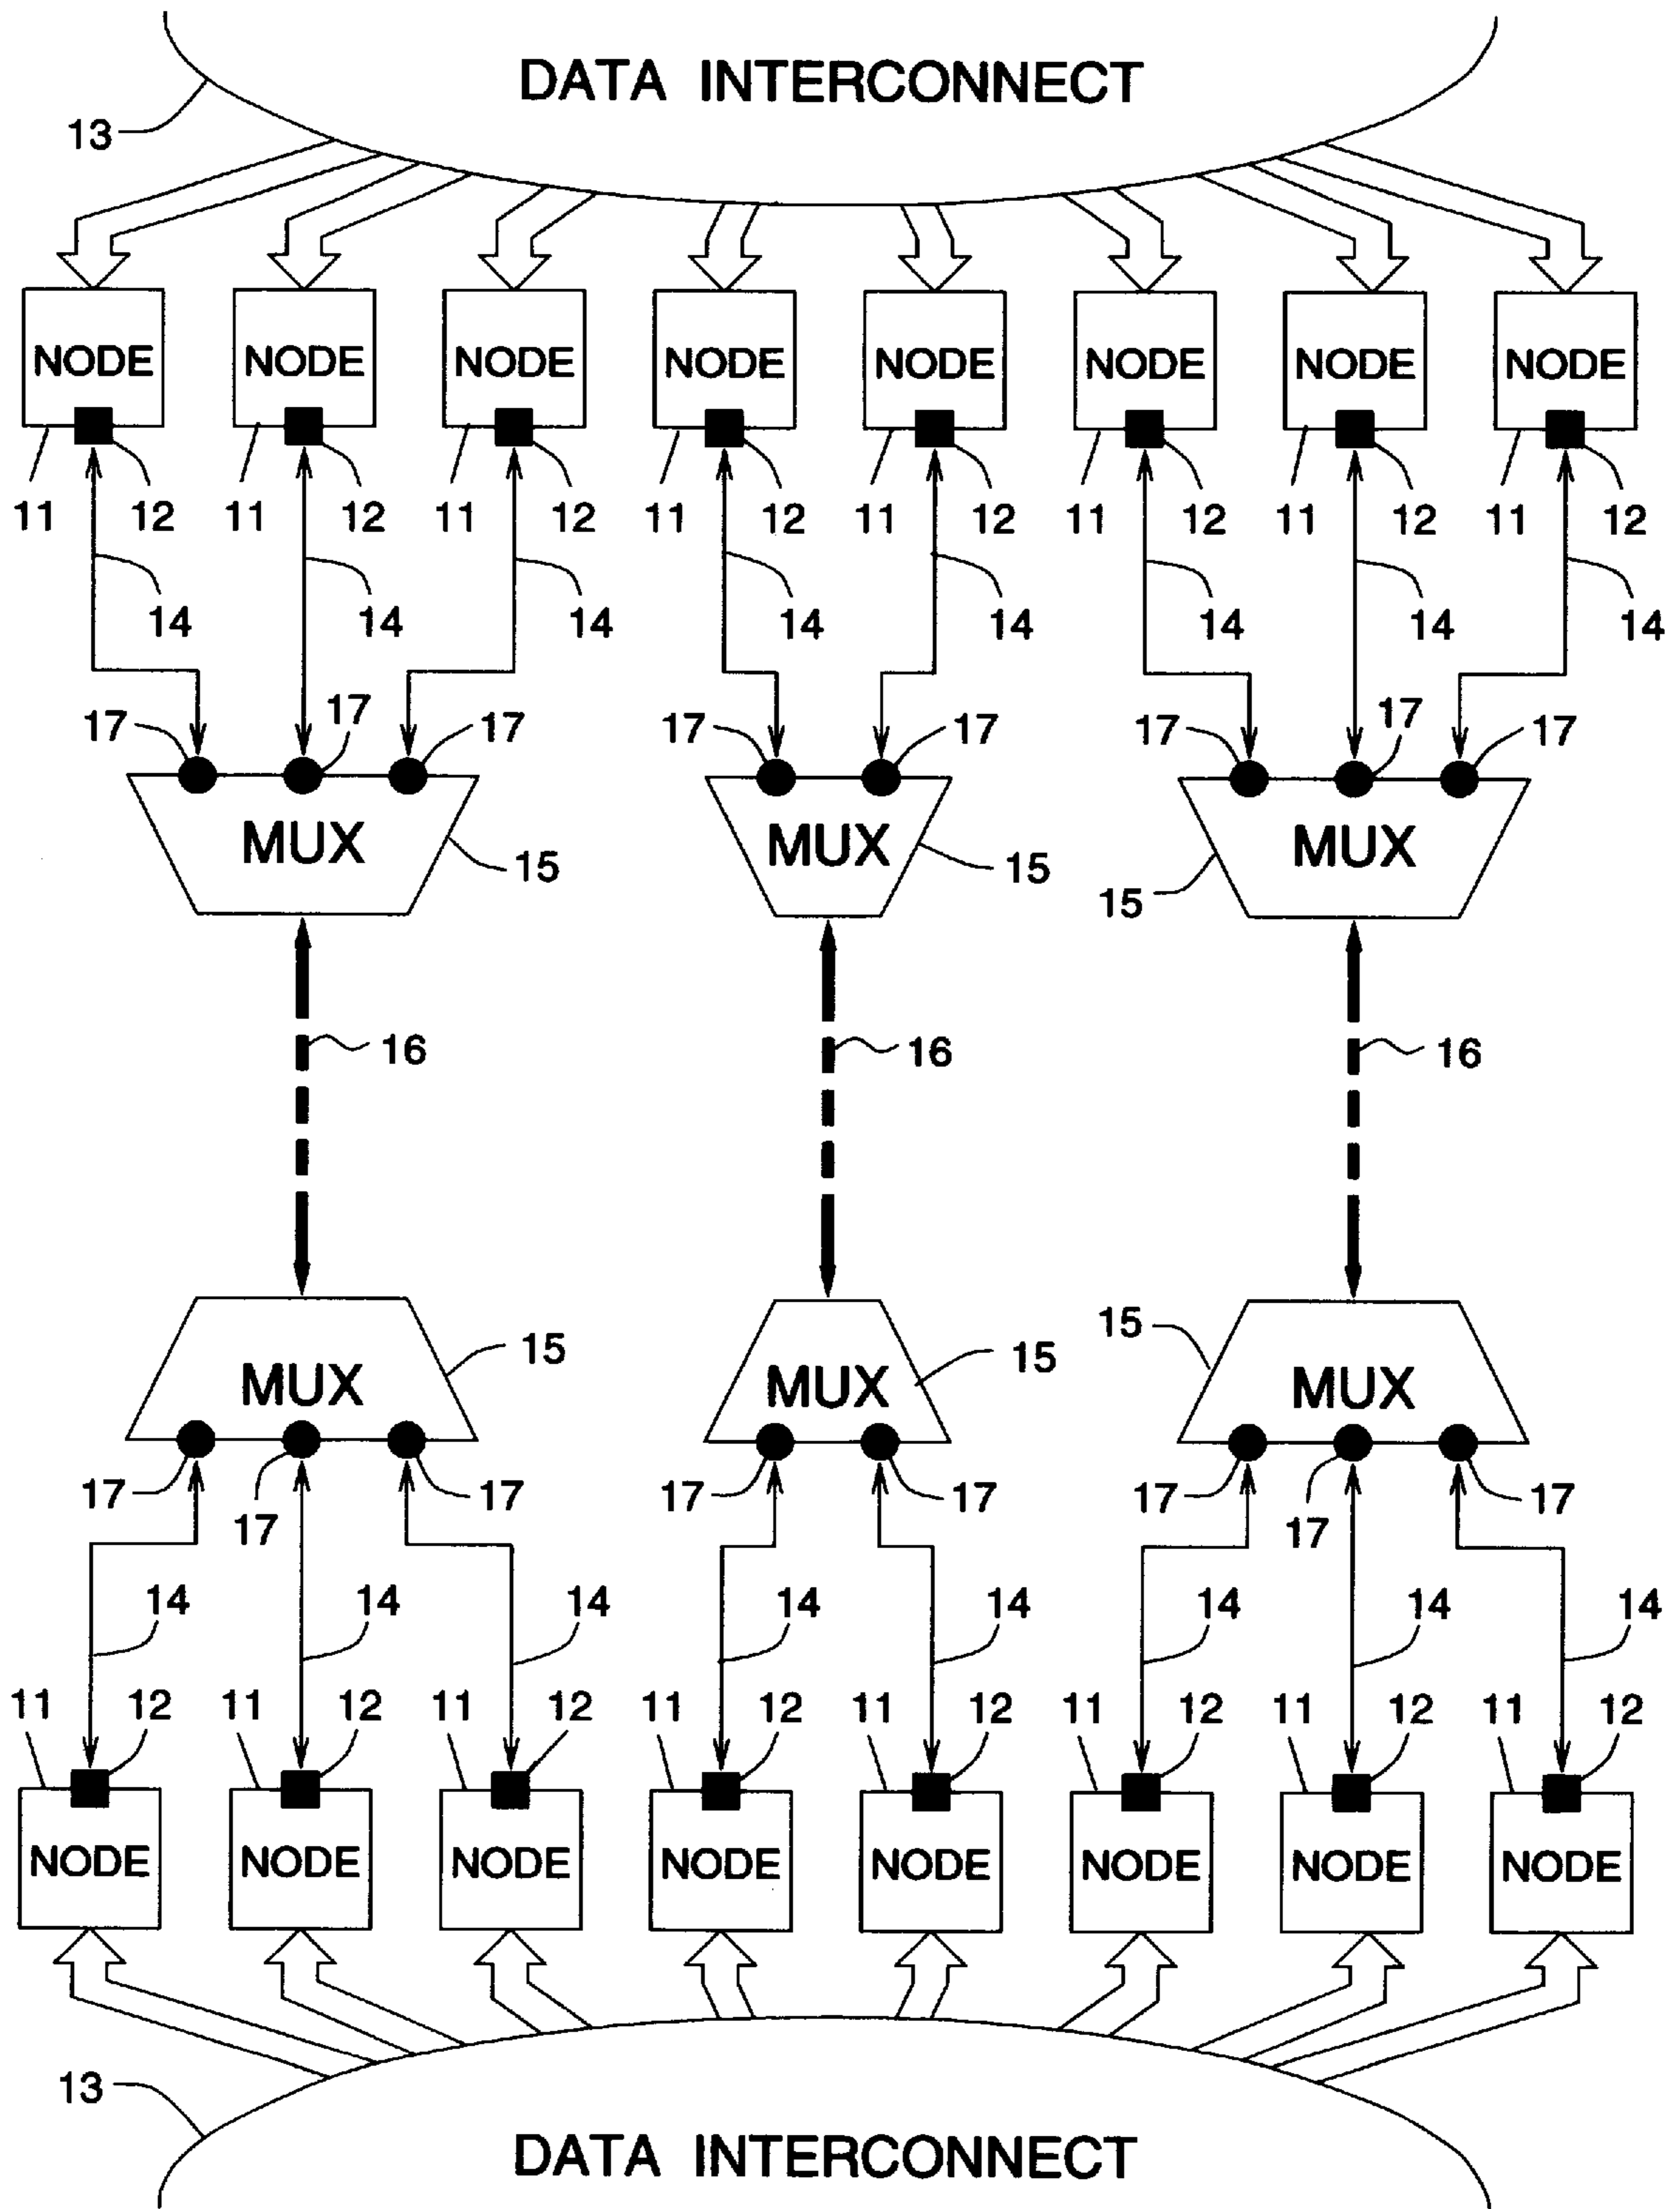 DATA INTERCONNECT
13
NODE NODE NODE NODE NODE NODE NODE NODE
11 12 11 12 11 12 11 12 11 12 11 12 11 12 11 12
14 14 14 14 14 14 14 14
17 17 17 17 17 17 17 17
MUX MUX MUX
15 15 15
16 16 16
15 15 15
MUX MUX MUX
17 17 17 17 17 17
17 17
14 14 14 14 14 14 14 14
11 12 11 12 11 12 11 12 11 12 11 12 11 12 11 12
NODE NODE NODE NODE NODE NODE NODE NODE
13
DATA INTERCONNECT